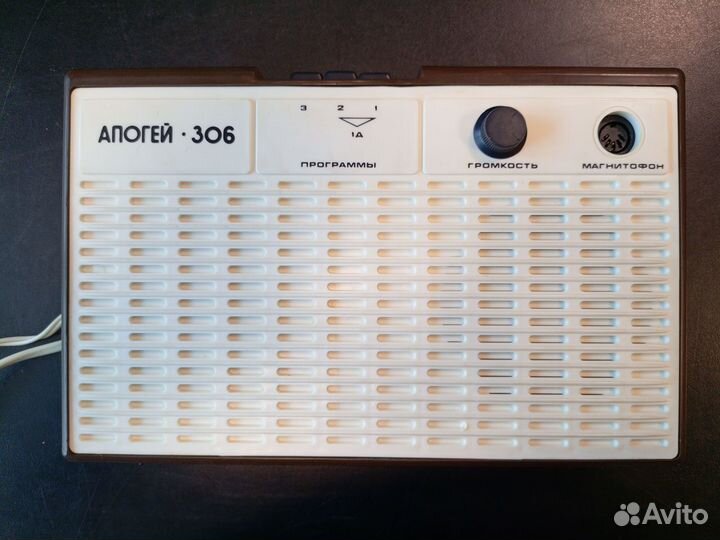 АПОГЕЙ · 306
3 2 1
1А
ПРОГРАММЫ
ГРОМКОСТЬ
МАГНИТОФОН
Avito